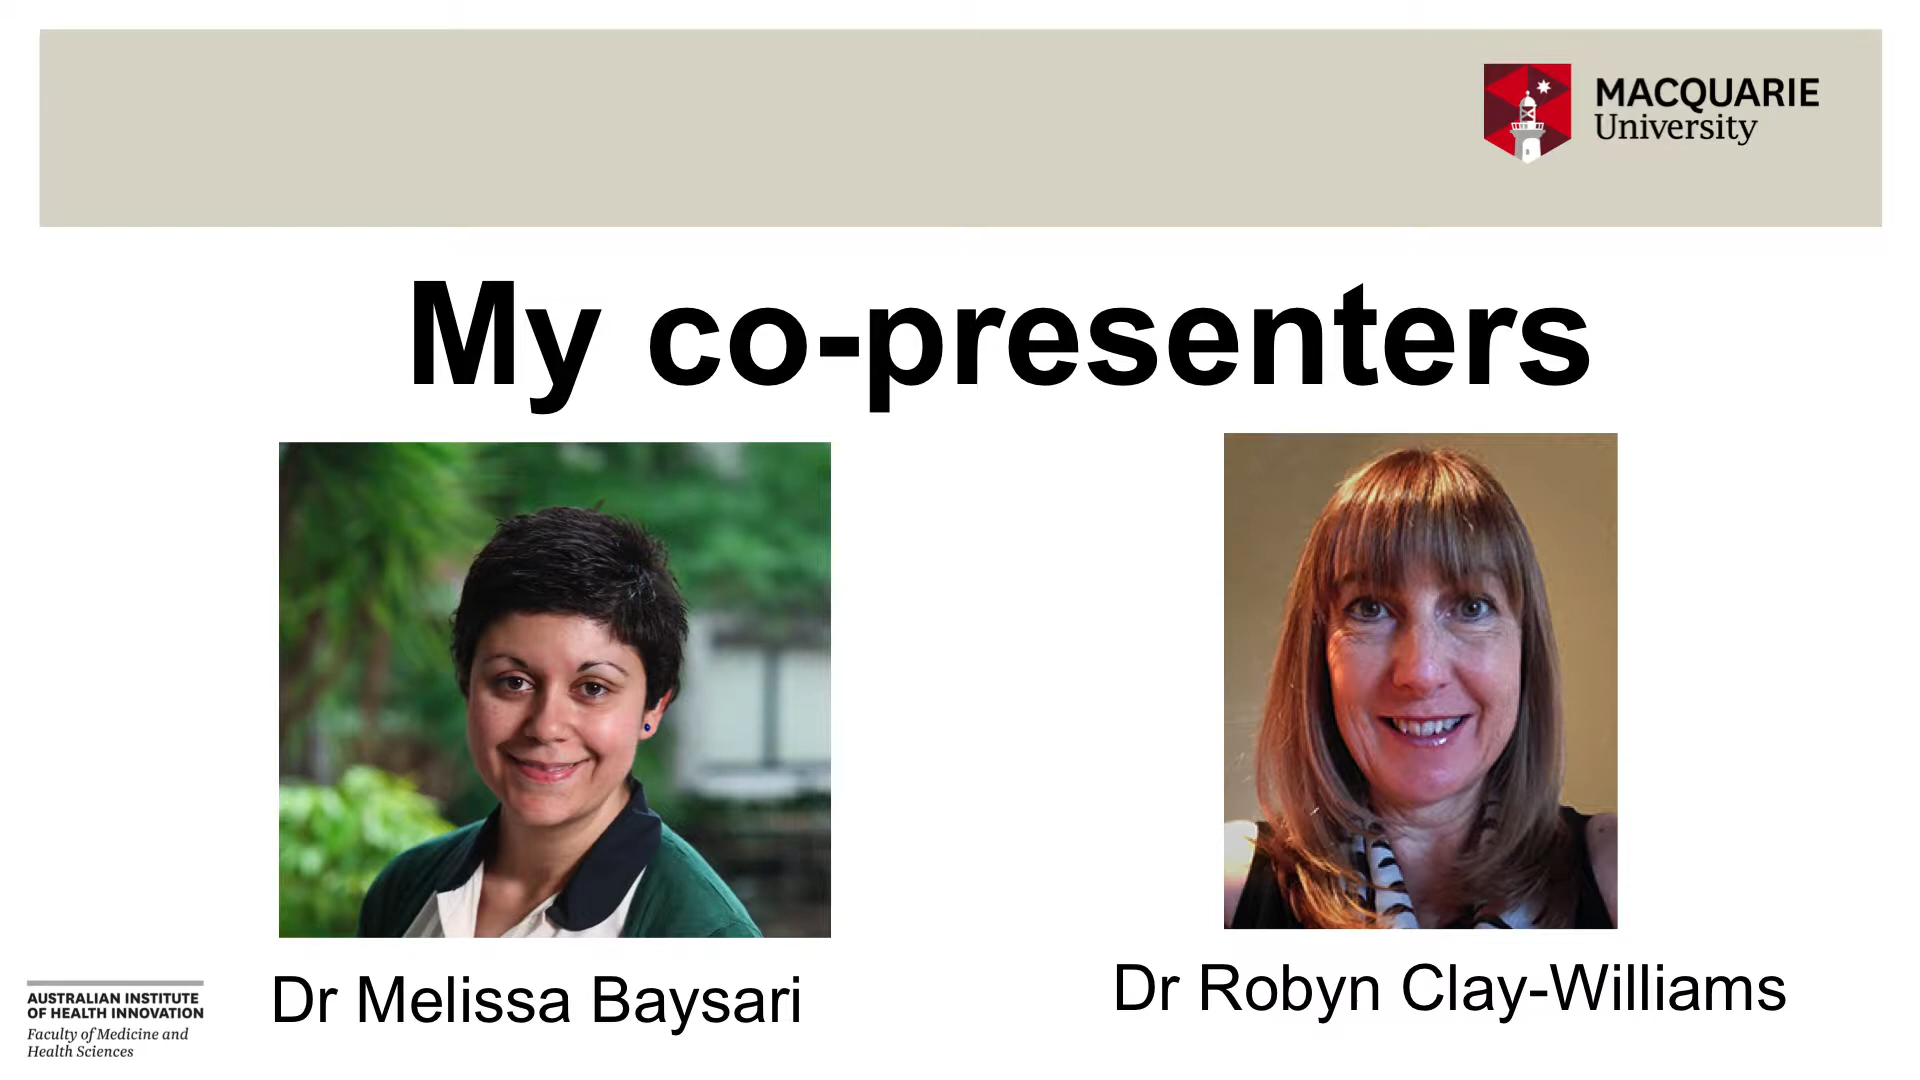 MACQUARIE
University
My co-presenters
Dr Melissa Baysari
Dr Robyn Clay-Williams
AUSTRALIAN INSTITUTE
OF HEALTH INNOVATION
Faculty of Medicine and
Health Sciences